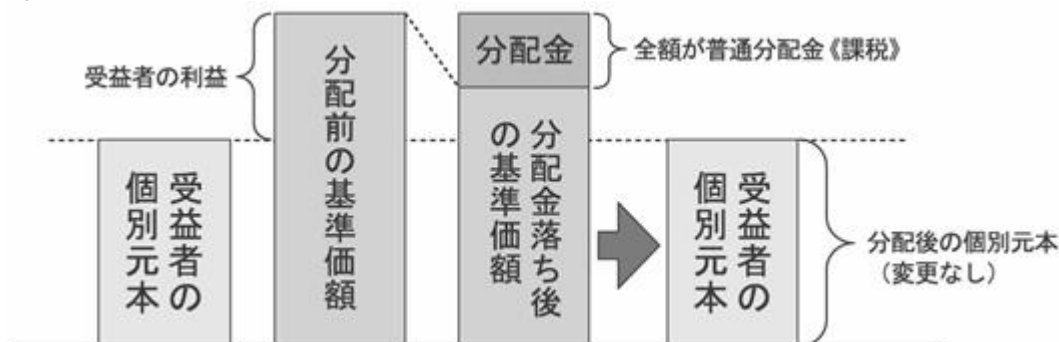 受益者の利益
受益者の
個別元本
分配前の基準価額
分配金
全額が普通分配金《課税》
分配金落ち後
の基準価額
受益者の
個別元本
分配後の個別元本
（変更なし）